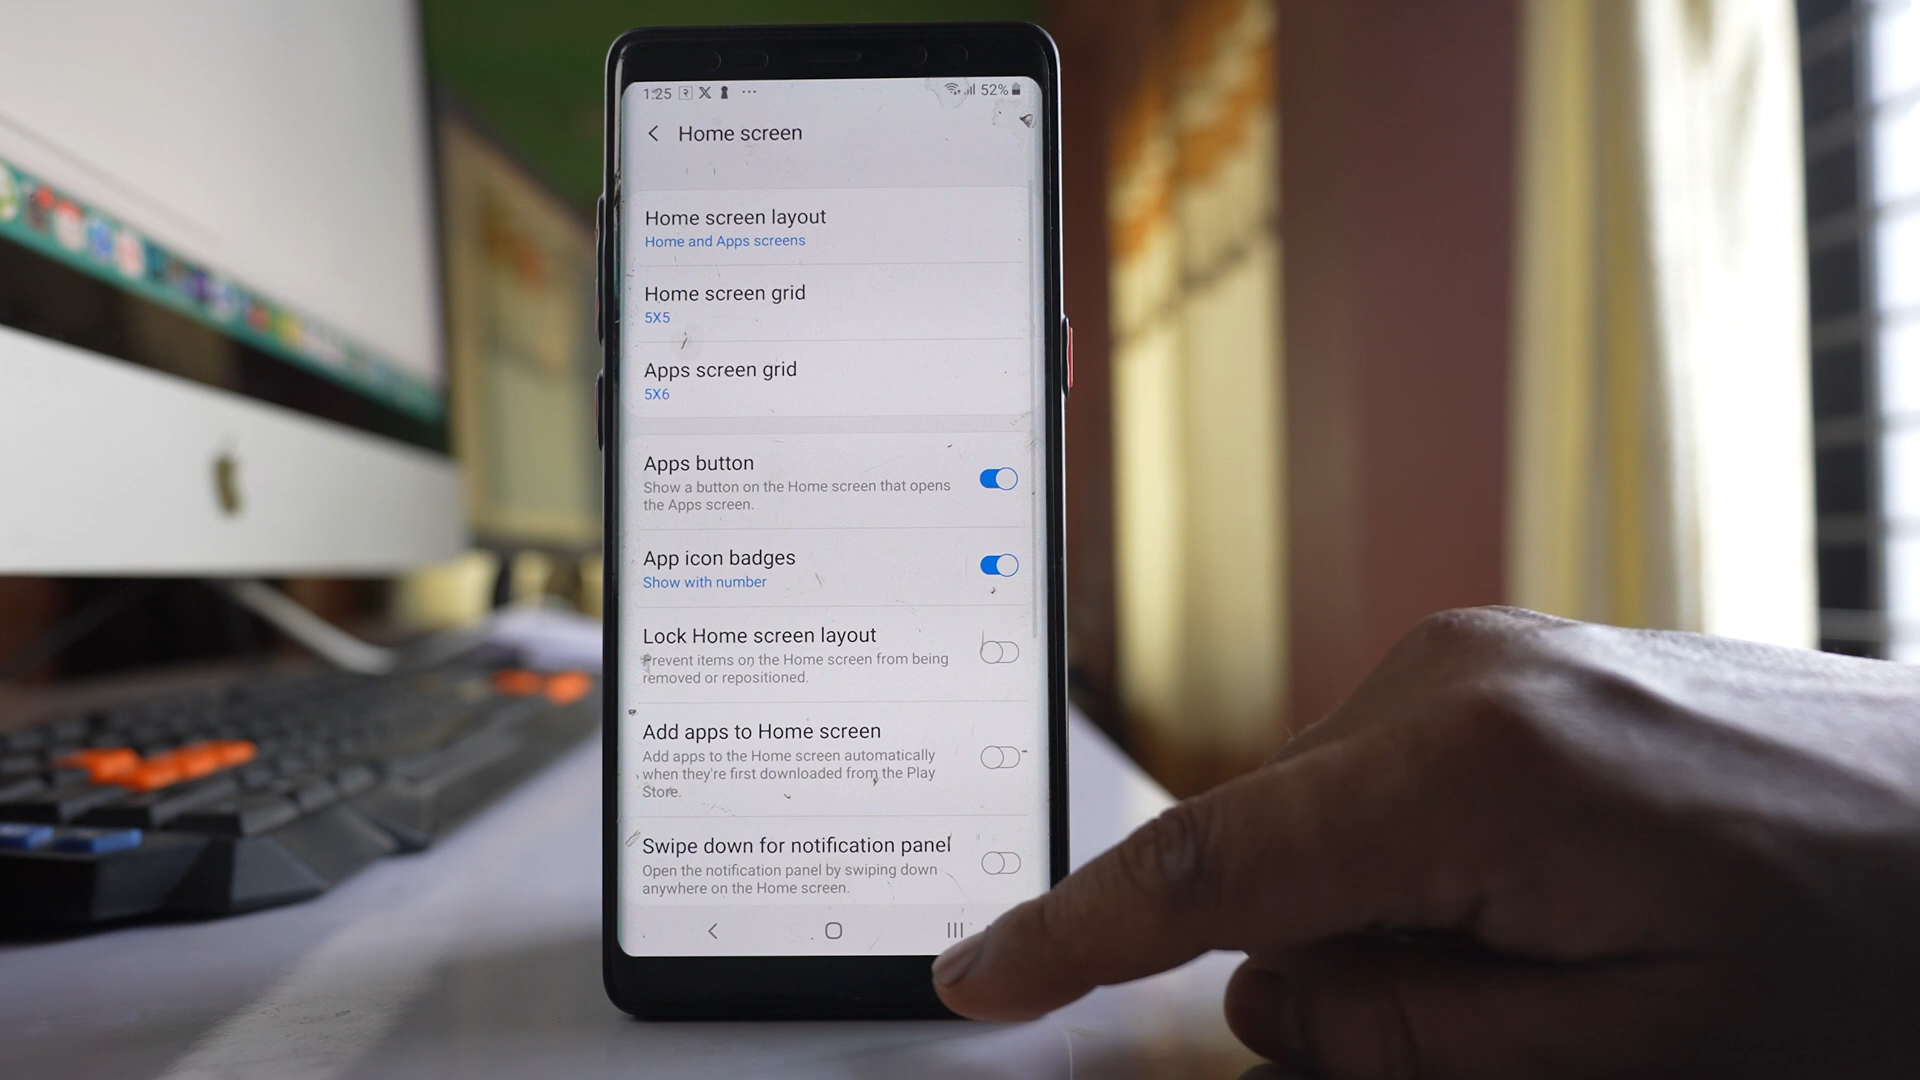 1:25 52%
Home screen
Home screen layout
Home and Apps screens
Home screen grid
5X5
Apps screen grid
5X6
Apps button
Show a button on the Home screen that opens
the Apps screen.
App icon badges
Show with number
Lock Home screen layout
Prevent items on the Home screen from being
removed or repositioned.
Add apps to Home screen
Add apps to the Home screen automatically
when they're first downloaded from the Play
Store.
Swipe down for notification panel
Open the notification panel by swiping down
anywhere on the Home screen.